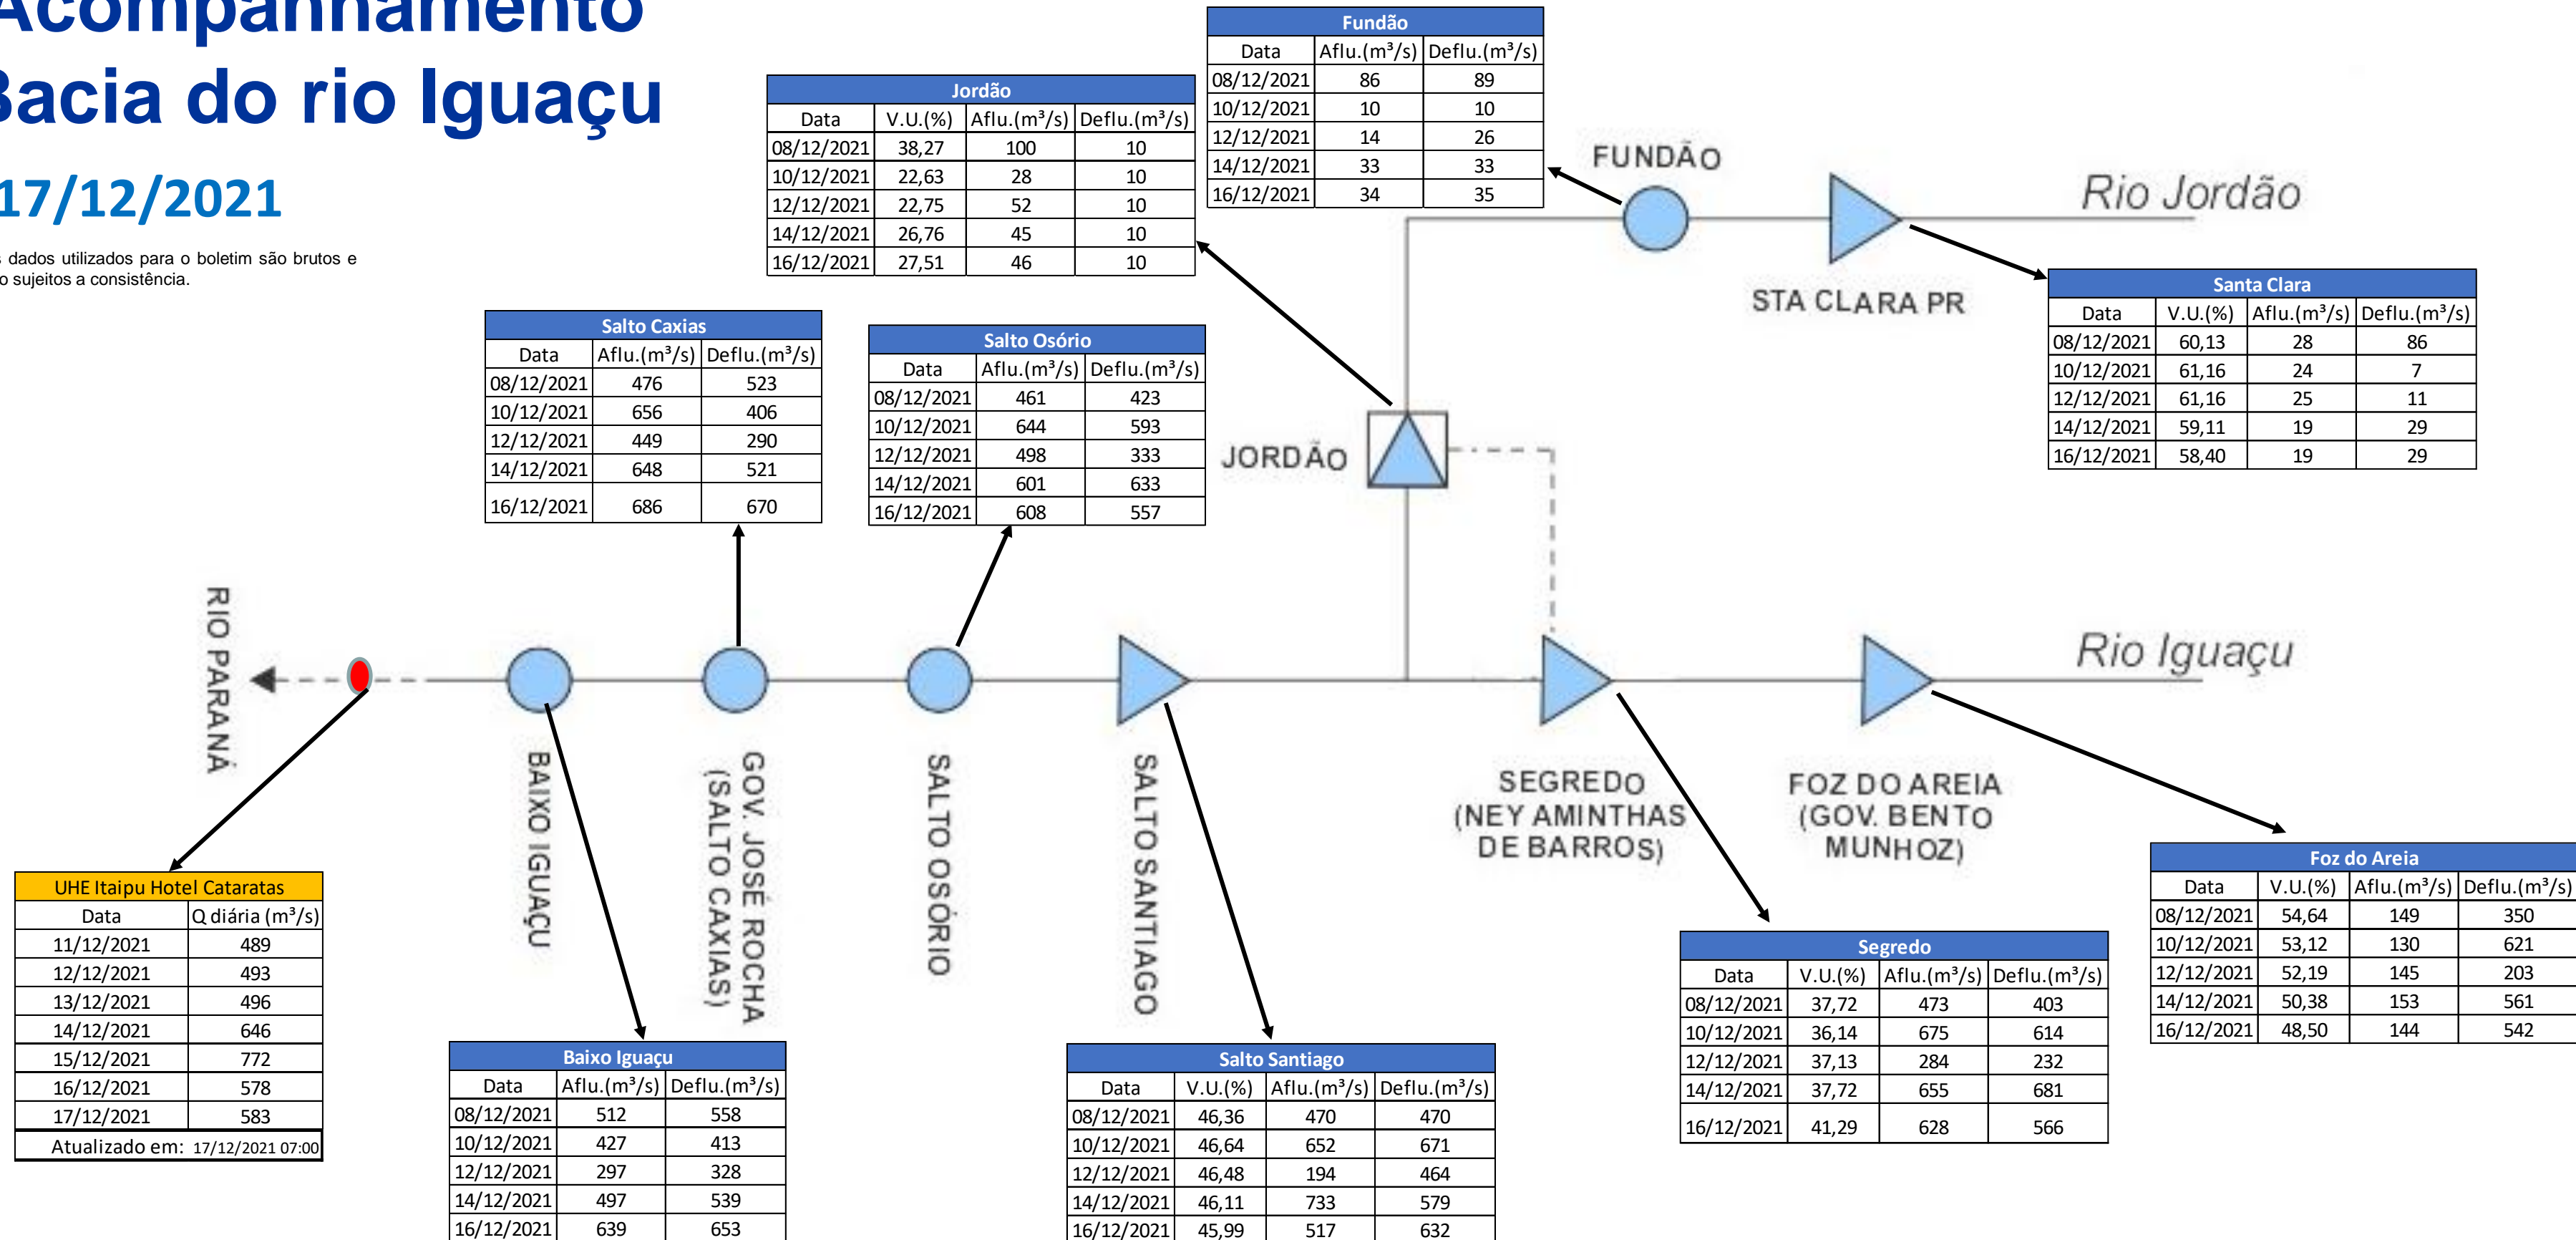 Acompanhamento
Bacia do rio Iguaçu
17/12/2021
s dados utilizados para o boletim são brutos e
o sujeitos a consistência.
Fundão
Data Aflu.(m³/s) Deflu.(m³/s)
08/12/2021 86 89
10/12/2021 10 10
12/12/2021 14 26
14/12/2021 33 33
16/12/2021 34 35
Jordão
Data V.U.(%) Aflu.(m³/s) Deflu.(m³/s)
08/12/2021 38,27 100 10
10/12/2021 22,63 28 10
12/12/2021 22,75 52 10
14/12/2021 26,76 45 10
16/12/2021 27,51 46 10
FUNDÃO
STA CLARA PR
Rio Jordão
Santa Clara
Data V.U.(%) Aflu.(m³/s) Deflu.(m³/s)
08/12/2021 60,13 28 86
10/12/2021 61,16 24 7
12/12/2021 61,16 25 11
14/12/2021 59,11 19 29
16/12/2021 58,40 19 29
Salto Caxias
Data Aflu.(m³/s) Deflu.(m³/s)
08/12/2021 476 523
10/12/2021 656 406
12/12/2021 449 290
14/12/2021 648 521
16/12/2021 686 670
Salto Osório
Data Aflu.(m³/s) Deflu.(m³/s)
08/12/2021 461 423
10/12/2021 644 593
12/12/2021 498 333
14/12/2021 601 633
16/12/2021 608 557
JORDÃO
RIO PARANÁ
BAIXO IGUAÇU
GOV. JOSÉ ROCHA
(SALTO CAXIAS)
SALTO OSÓRIO
SALTO SANTIAGO
SEGREDO
(NEY AMINTHAS
DE BARROS)
FOZ DO AREIA
(GOV. BENTO
MUNHOZ)
Rio Iguaçu
UHE Itaipu Hotel Cataratas
Data Q diária (m³/s)
11/12/2021 489
12/12/2021 493
13/12/2021 496
14/12/2021 646
15/12/2021 772
16/12/2021 578
17/12/2021 583
Atualizado em: 17/12/2021 07:00
Baixo Iguaçu
Data Aflu.(m³/s) Deflu.(m³/s)
08/12/2021 512 558
10/12/2021 427 413
12/12/2021 297 328
14/12/2021 497 539
16/12/2021 639 653
Salto Santiago
Data V.U.(%) Aflu.(m³/s) Deflu.(m³/s)
08/12/2021 46,36 470 470
10/12/2021 46,64 652 671
12/12/2021 46,48 194 464
14/12/2021 46,11 733 579
16/12/2021 45,99 517 632
Segredo
Data V.U.(%) Aflu.(m³/s) Deflu.(m³/s)
08/12/2021 37,72 473 403
10/12/2021 36,14 675 614
12/12/2021 37,13 284 232
14/12/2021 37,72 655 681
16/12/2021 41,29 628 566
Foz do Areia
Data V.U.(%) Aflu.(m³/s) Deflu.(m³/s)
08/12/2021 54,64 149 350
10/12/2021 53,12 130 621
12/12/2021 52,19 145 203
14/12/2021 50,38 153 561
16/12/2021 48,50 144 542